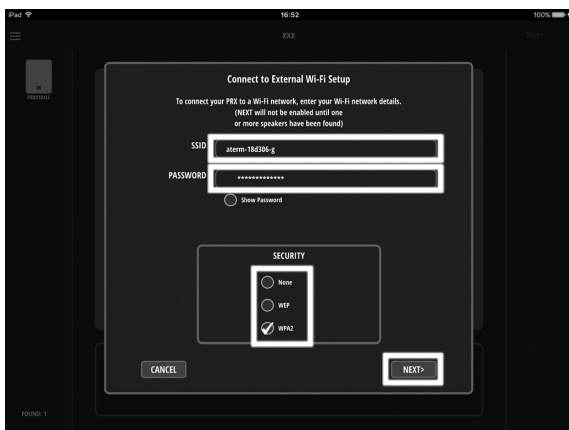 iPad 16:52 100%
XXX Done
PRX818XLF
Connect to External Wi-Fi Setup
To connect your PRX to a Wi-Fi network, enter your Wi-Fi network details.
(NEXT will not be enabled until one
or more speakers have been found)
SSID aterm-18d306-g
PASSWORD *************
Show Password
SECURITY
None
WEP
WPA2
CANCEL NEXT>
FOUND: 1